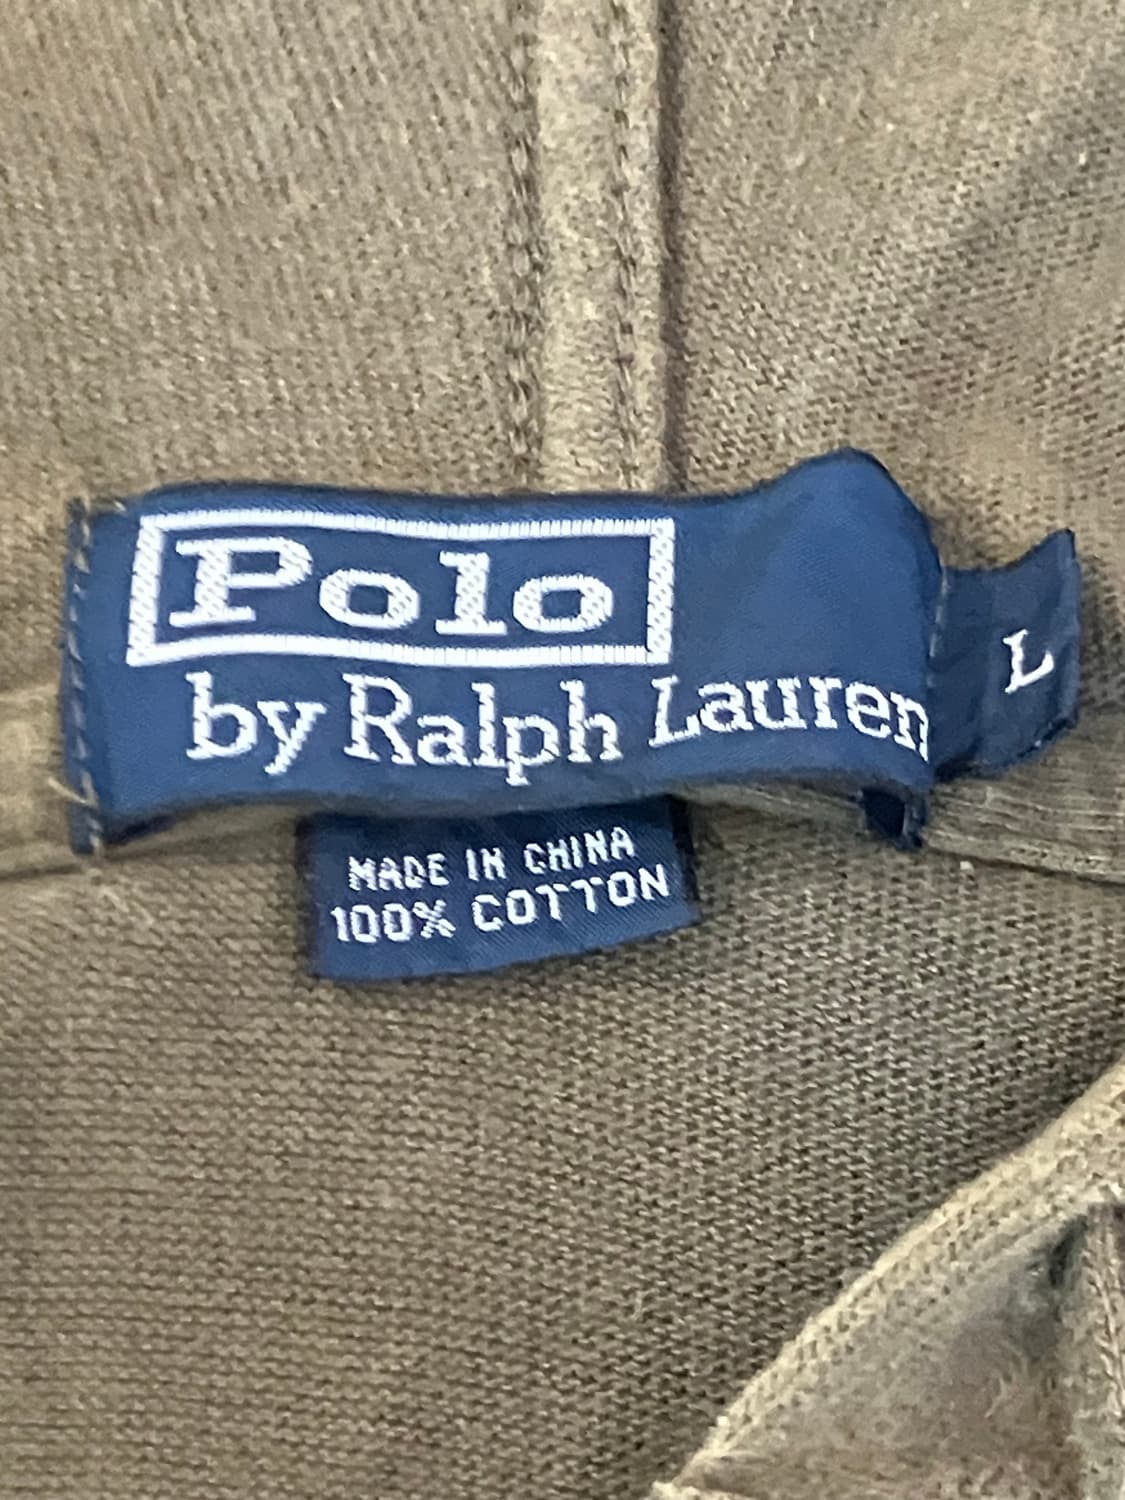 Polo
by Ralph Lauren
L
MADE IN CHINA
100% COTTON